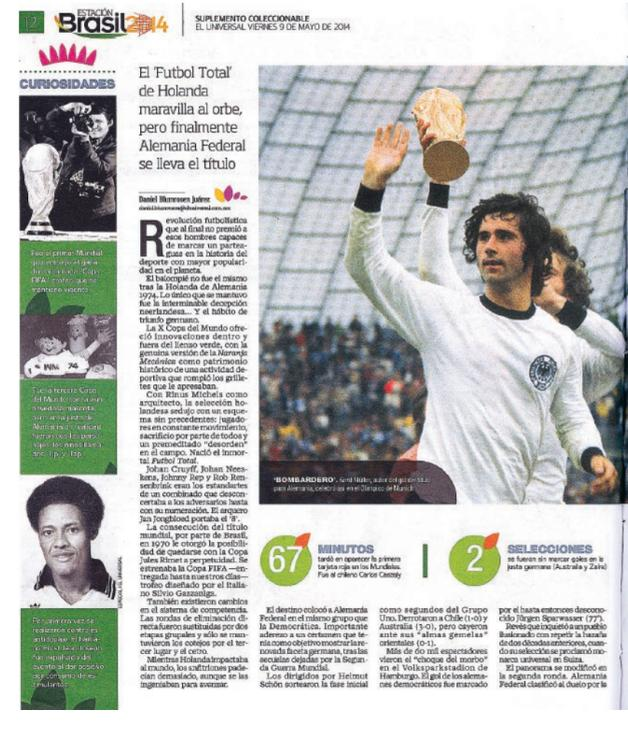 12
ESTACIÓN
Brasil2014
SUPLEMENTO COLECCIONABLE
EL UNIVERSAL VIERNES 9 DE MAYO DE 2014
CURIOSIDADES
El 'Futbol Total'
de Holanda
maravilla al orbe,
pero finalmente
Alemania Federal
se lleva el título
Daniel Blumrosen Juárez
Revolución futbolística
que al final no premió a
esos hombres capaces
de marcar un partea-
guas en la historia del
deporte con mayor populari-
dad en el planeta.
El balompié no fue el mismo
tras la Holanda de Alemania
1974. Lo único que se mantuvo
fue la interminable decepción
neerlandesa... Y el hábito de
triunfo germano.
La X Copa del Mundo ofre-
ció innovaciones dentro y
fuera del lienzo verde, con la
genuina versión de la Naranja
Mecánica como patrimonio
histórico de una actividad de-
portiva que rompió los grille-
tes que le apresaban.
Con Rinus Michels como
arquitecto, la selección ho-
landesa sedujo con un esque-
ma sin precedentes: jugado-
res en constante movimiento,
sacrificio por parte de todos y
un premeditado "desorden"
en el campo. Nació el inmor-
tal Futbol Total.
Johan Cruyff, Johan Nees-
kens, Johnny Rep y Rob Ren-
senbrink eran los estandartes
de un combinado que descon-
certaba a los adversarios hasta
con su numeración. El arquero
Jan Jongbloed portaba el '8'.
La consecución del título
mundial, por parte de Brasil,
en 1970 le otorgó la posibili-
dad de quedarse con la Copa
Jules Rimet a perpetuidad. Se
estrenaba la Copa FIFA —en-
tregada hasta nuestros días—
trofeo diseñado por el italia-
no Silvio Gazzaniga.
También existieron cambios
en el sistema de competencia.
Las rondas de eliminación di-
recta fueron sustituidas por dos
etapas grupales y sólo se man-
tuvieron los cotejos por el ter-
cer lugar y el cetro.
Mientras Holanda impactaba
al mundo, los anfitriones pade-
cían demasiado, aunque se las
ingeniaban para avanzar.
"BOMBARDERO". Gerd Müller, autor del gol del título
para Alemania, celebró así en el Olímpico de Munich
67 MINUTOS
tardó en aparecer la primera
tarjeta roja en los Mundiales.
Fue al chileno Carlos Caszely
2 SELECCIONES
se fueron sin marcar goles en la
justa germana (Australia y Zaire)
El destino colocó a Alemania
Federal en el mismo grupo que
la Democrática. Importante
aderezo a un certamen que te-
nía como objetivo mostrar la re-
novada faceta germana, tras las
secuelas dejadas por la Segun-
da Guerra Mundial.
Los dirigidos por Helmut
Schön sortearon la fase inicial
como segundos del Grupo
Uno. Derrotaron a Chile (1-0) y
Australia (3-0), pero cayeron
ante sus "almas gemelas"
orientales (0-1).
Más de 60 mil espectadores
vieron el "choque del morbo"
en el Volksparkstadion de
Hamburgo. El gol de los alema-
nes democráticos fue marcado
por el hasta entonces descono-
cido Jürgen Sparwasser (77').
Revés que inquietó a un pueblo
ilusionado con repetir la hazaña
de dos décadas anteriores, cuan-
do su selección se proclamó mo-
narca universal en Suiza.
El panorama se modificó en
la segunda ronda. Alemania
Federal clasificó al duelo por la